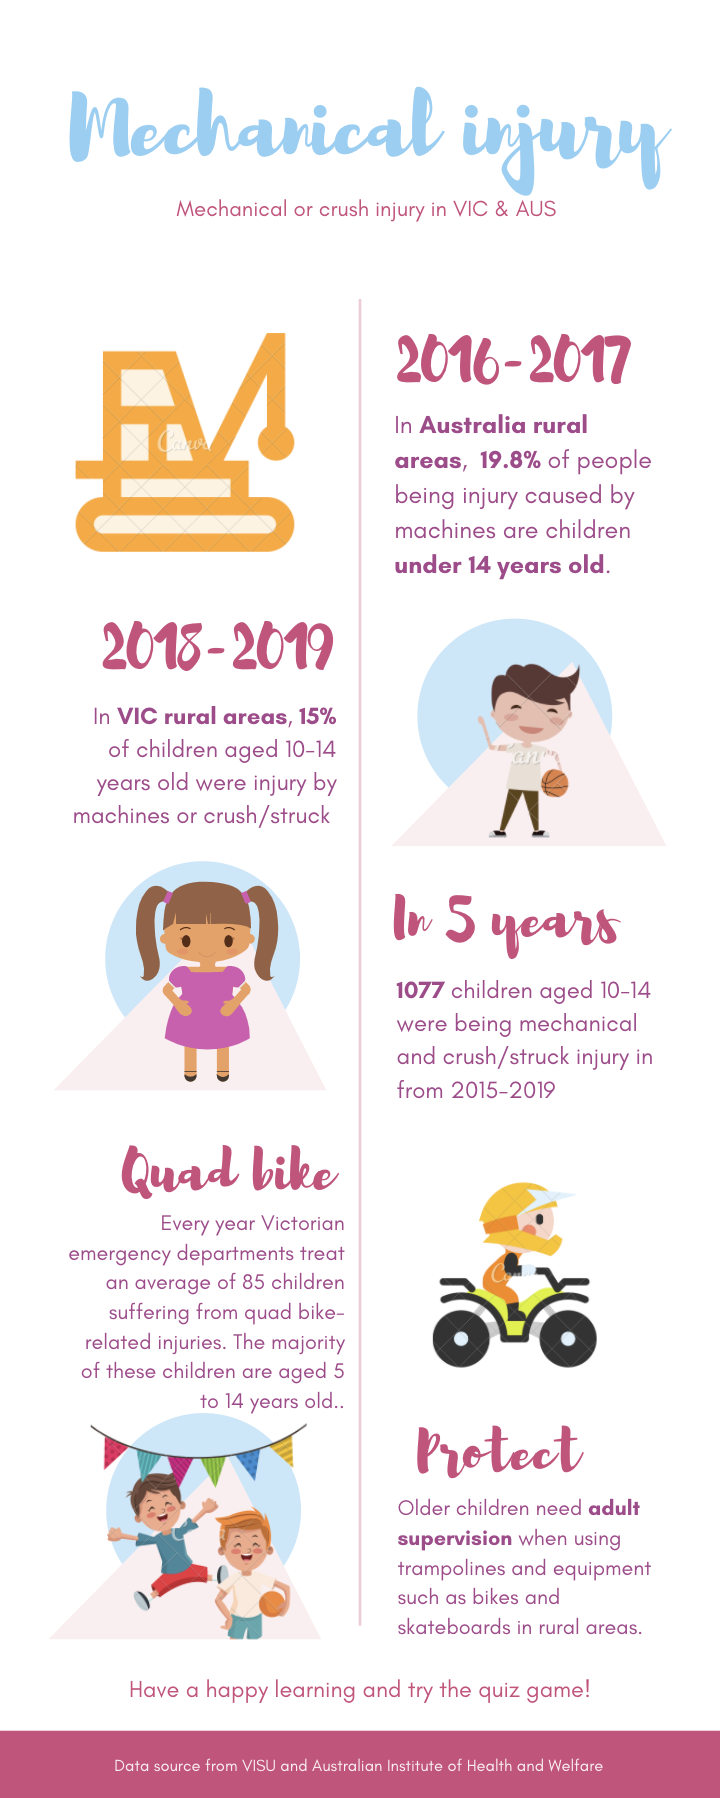 Mechanical injury
Mechanical or crush injury in VIC & AUS
2016-2017
In Australia rural
areas, 19.8% of people
being injury caused by
machines are children
under 14 years old.
2018-2019
In VIC rural areas, 15%
of children aged 10-14
years old were injury by
machines or crush/struck
In 5 years
1077 children aged 10-14
were being mechanical
and crush/struck injury in
from 2015-2019
Quad bike
Every year Victorian
emergency departments treat
an average of 85 children
suffering from quad bike-
related injuries. The majority
of these children are aged 5
to 14 years old..
Protect
Older children need adult
supervision when using
trampolines and equipment
such as bikes and
skateboards in rural areas.
Have a happy learning and try the quiz game!
Data source from VISU and Australian Institute of Health and Welfare